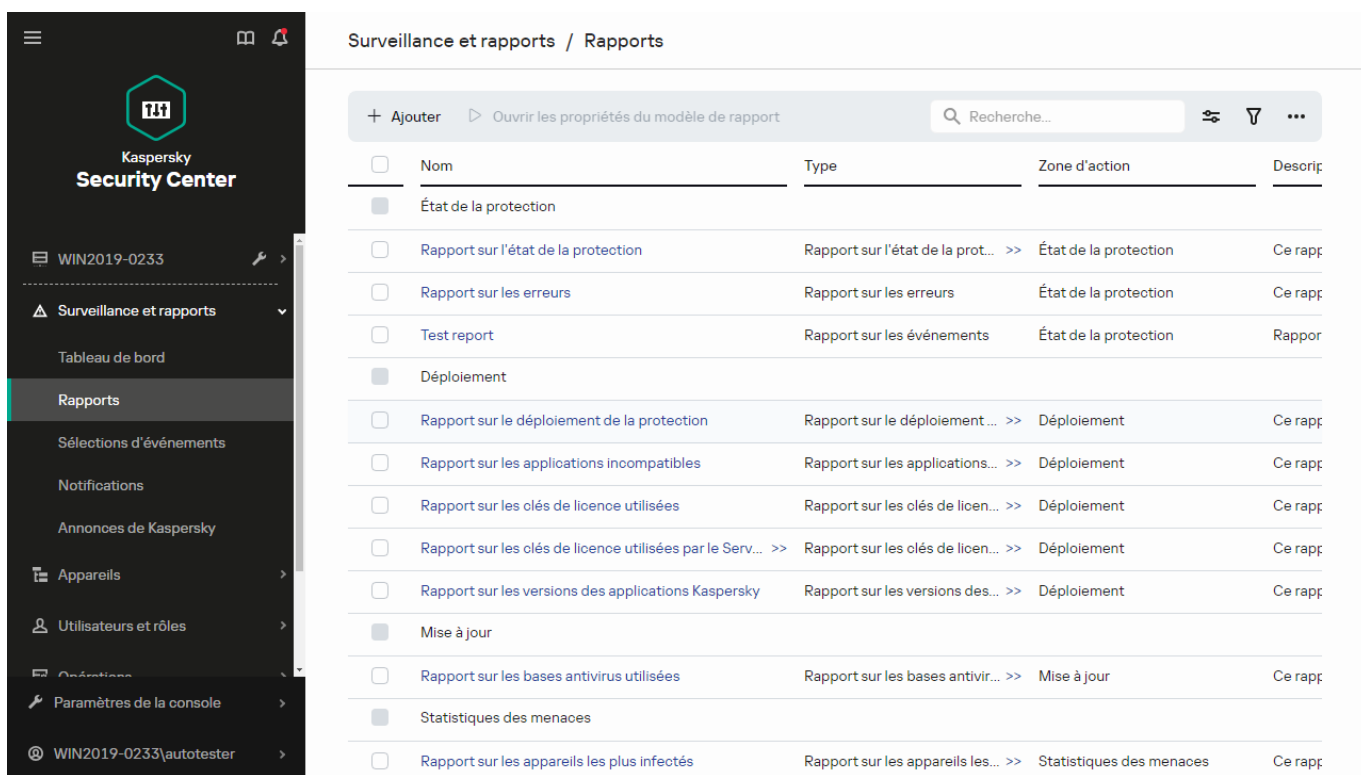 Surveillance et rapports / Rapports
Kaspersky
Security Center
WIN2019-0233
Surveillance et rapports
Tableau de bord
Rapports
Sélections d'événements
Notifications
Annonces de Kaspersky
Appareils
Utilisateurs et rôles
Opérations
Paramètres de la console
WIN2019-0233\autotester
+ Ajouter Ouvrir les propriétés du modèle de rapport Recherche...
Nom Type Zone d'action Descrip
État de la protection
Rapport sur l'état de la protection Rapport sur l'état de la prot... >> État de la protection Ce rapp
Rapport sur les erreurs Rapport sur les erreurs État de la protection Ce rapp
Test report Rapport sur les événements État de la protection Rappor
Déploiement
Rapport sur le déploiement de la protection Rapport sur le déploiement ... >> Déploiement Ce rapp
Rapport sur les applications incompatibles Rapport sur les applications... >> Déploiement Ce rapp
Rapport sur les clés de licence utilisées Rapport sur les clés de licen... >> Déploiement Ce rapp
Rapport sur les clés de licence utilisées par le Serv... >> Rapport sur les clés de licen... >> Déploiement Ce rapp
Rapport sur les versions des applications Kaspersky Rapport sur les versions des... >> Déploiement Ce rapp
Mise à jour
Rapport sur les bases antivirus utilisées Rapport sur les bases antivir... >> Mise à jour Ce rapp
Statistiques des menaces
Rapport sur les appareils les plus infectés Rapport sur les appareils les... >> Statistiques des menaces Ce rapp